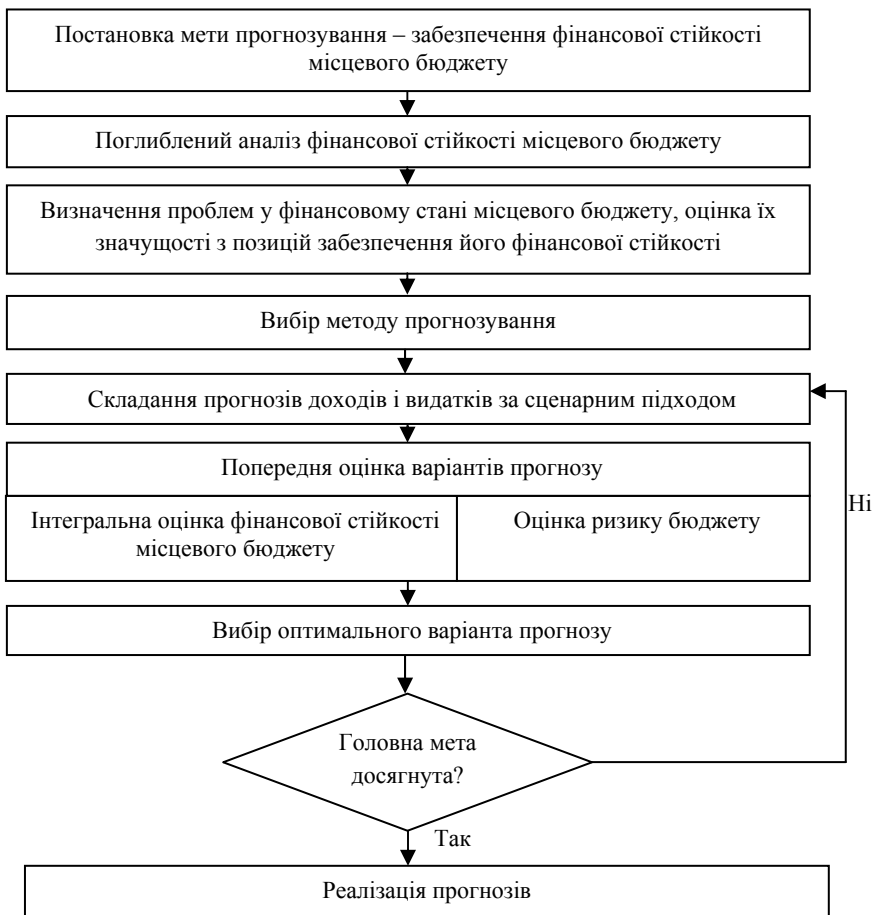 Постановка мети прогнозування – забезпечення фінансової стійкості
місцевого бюджету
Поглиблений аналіз фінансової стійкості місцевого бюджету
Визначення проблем у фінансовому стані місцевого бюджету, оцінка їх
значущості з позицій забезпечення його фінансової стійкості
Вибір методу прогнозування
Складання прогнозів доходів і видатків за сценарним підходом
Попередня оцінка варіантів прогнозу
Інтегральна оцінка фінансової стійкості
місцевого бюджету
Оцінка ризику бюджету
Ні
Вибір оптимального варіанта прогнозу
Головна мета
досягнута?
Так
Реалізація прогнозів